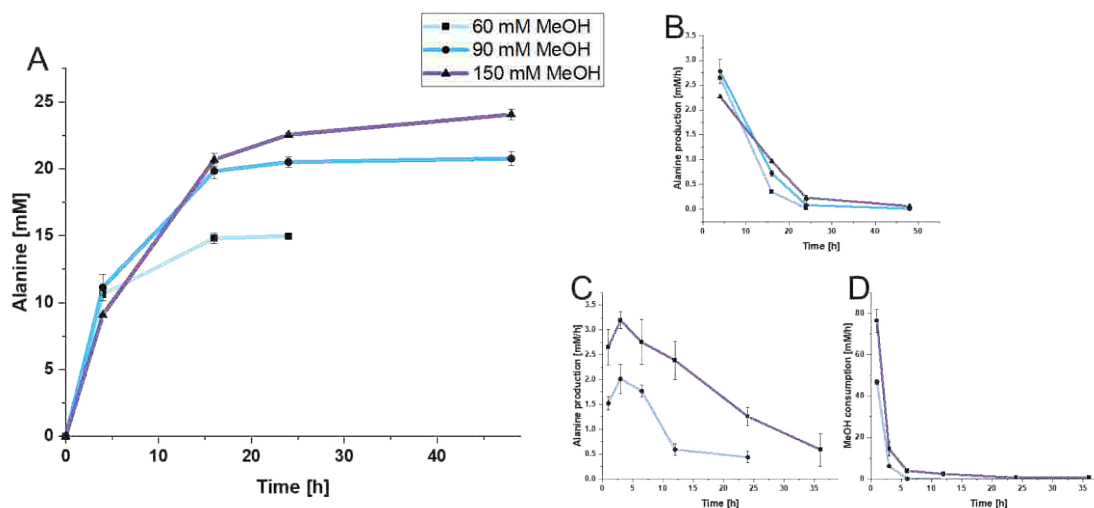 60 mM MeOH
90 mM MeOH
150 mM MeOH
A
Alanine [mM]
25
20
15
10
5
0
0 10 20 30 40
Time [h]
B
Alanine production [mM/h]
3.5
3.0
2.5
2.0
1.5
1.0
0.5
0.0
0 10 20 30 40 50
Time [h]
C
Alanine production [mM/h]
3.5
3.0
2.5
2.0
1.5
1.0
0.5
0.0
0 5 10 15 20 25 30 35
Time [h]
D
MeOH consumption [mM/h]
80
60
40
20
0
0 5 10 15 20 25 30 35
Time [h]